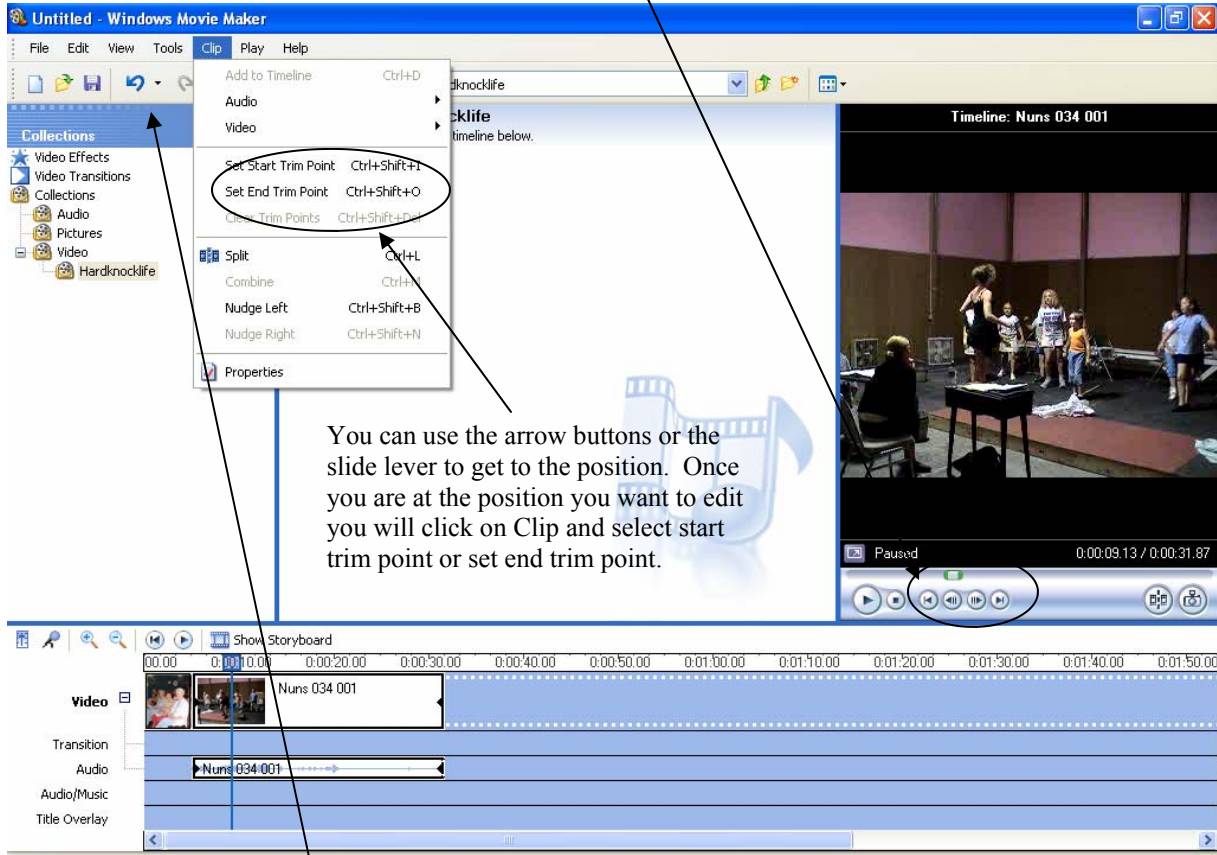 Untitled - Windows Movie Maker
File Edit View Tools Clip Play Help
Add to Timeline Ctrl+D
Audio
Video
Set Start Trim Point Ctrl+Shift+I
Set End Trim Point Ctrl+Shift+O
Clear Trim Points Ctrl+Shift+Del
Split Ctrl+L
Combine Ctrl+M
Nudge Left Ctrl+Shift+B
Nudge Right Ctrl+Shift+N
Properties
dknocklife
cklife
timeline below.
Collections
Video Effects
Video Transitions
Collections
Audio
Pictures
Video
Hardknocklife
You can use the arrow buttons or the
slide lever to get to the position. Once
you are at the position you want to edit
you will click on Clip and select start
trim point or set end trim point.
Timeline: Nuns 034 001
Paused 0:00:09.13 / 0:00:31.87
Show Storyboard
00.00 0:00:10.00 0:00:20.00 0:00:30.00 0:00:40.00 0:00:50.00 0:01:00.00 0:01:10.00 0:01:20.00 0:01:30.00 0:01:40.00 0:01:50.00
Video Nuns 034 001
Transition
Audio Nuns 034 001
Audio/Music
Title Overlay